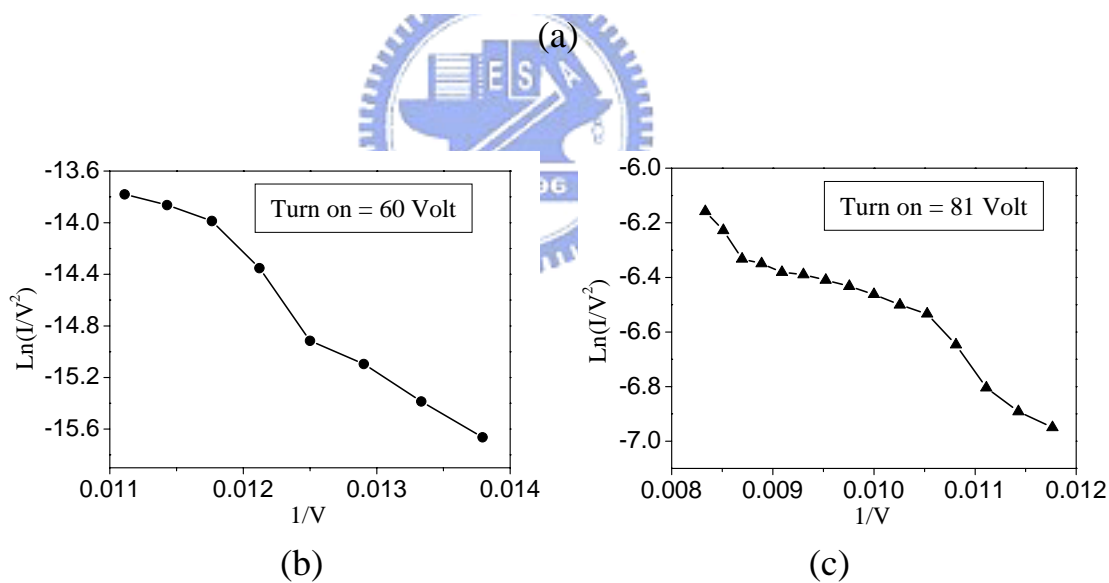 (a)
E S A
96
-13.6
-14.0
-14.4
-14.8
-15.2
-15.6
Ln(I/V²)
Turn on = 60 Volt
0.011 0.012 0.013 0.014
1/V
(b)
-6.0
-6.2
-6.4
-6.6
-6.8
-7.0
Ln(I/V²)
Turn on = 81 Volt
0.008 0.009 0.010 0.011 0.012
1/V
(c)